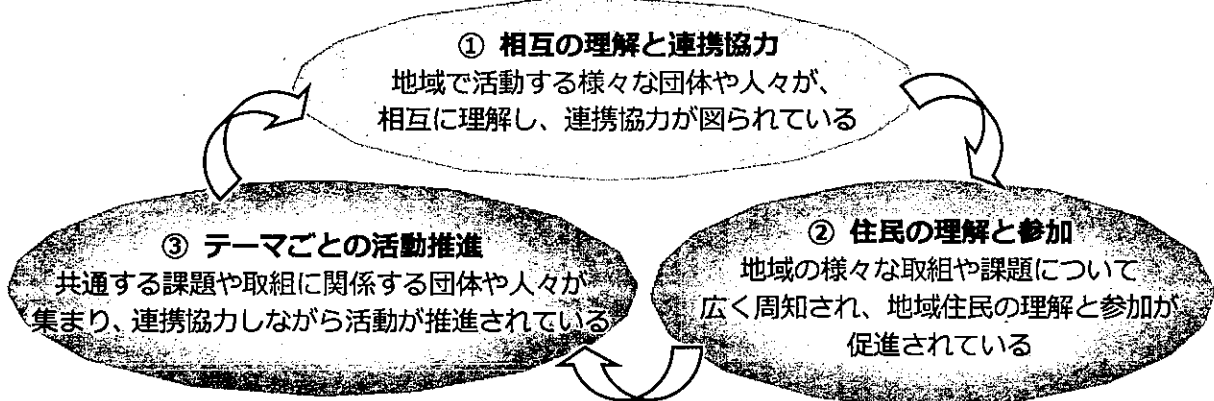 ① 相互の理解と連携協力
地域で活動する様々な団体や人々が、
相互に理解し、連携協力が図られている
② 住民の理解と参加
地域の様々な取組や課題について
広く周知され、地域住民の理解と参加が
促進されている
③ テーマごとの活動推進
共通する課題や取組に関係する団体や人々が
集まり、連携協力しながら活動が推進されている